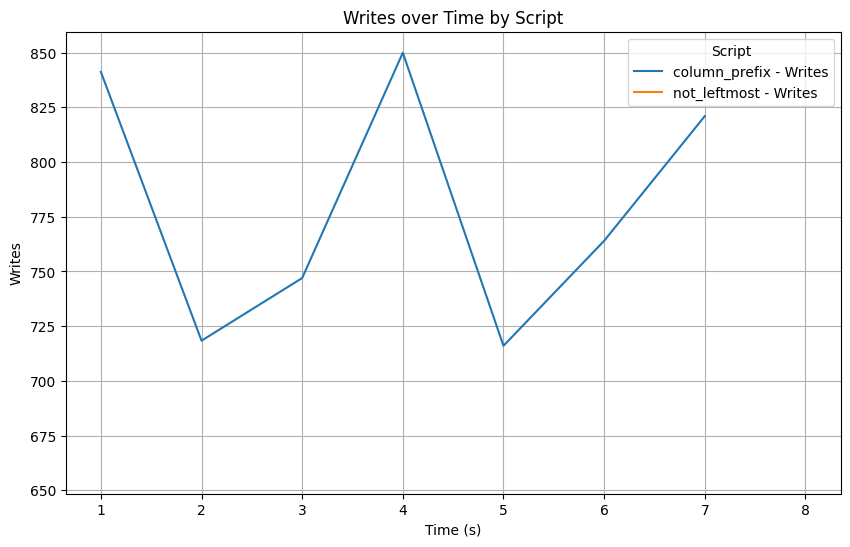 Writes over Time by Script
Script
column_prefix - Writes
not_leftmost - Writes
Writes
850
825
800
775
750
725
700
675
650
1 2 3 4 5 6 7 8
Time (s)